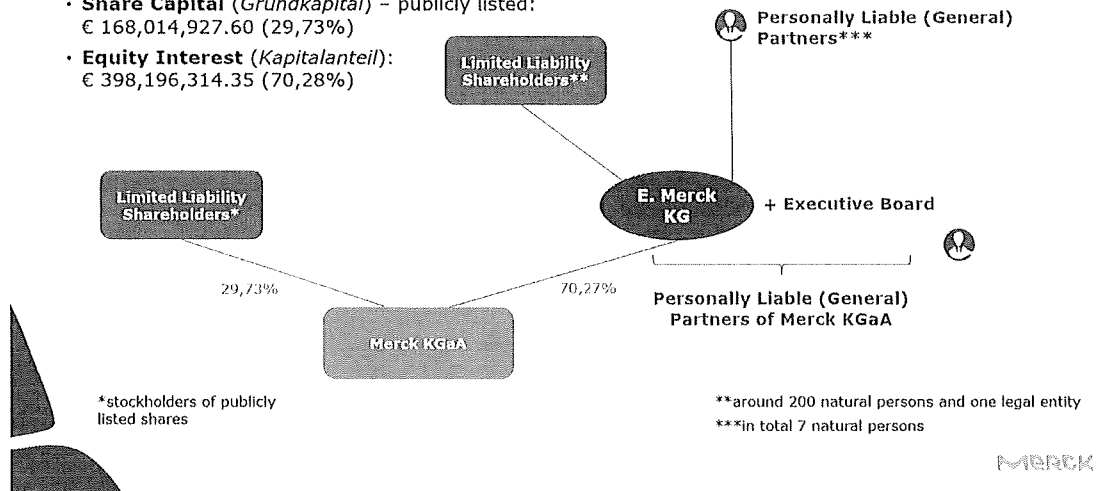 • Share Capital (Grundkapital) – publicly listed:
€ 168,014,927.60 (29,73%)
• Equity Interest (Kapitalanteil):
€ 398,196,314.35 (70,28%)
Personally Liable (General)
Partners***
Limited Liability
Shareholders**
Limited Liability
Shareholders*
E. Merck
KG
+ Executive Board
29,73%
70,27%
Personally Liable (General)
Partners of Merck KGaA
Merck KGaA
*stockholders of publicly
listed shares
**around 200 natural persons and one legal entity
***in total 7 natural persons
MERCK